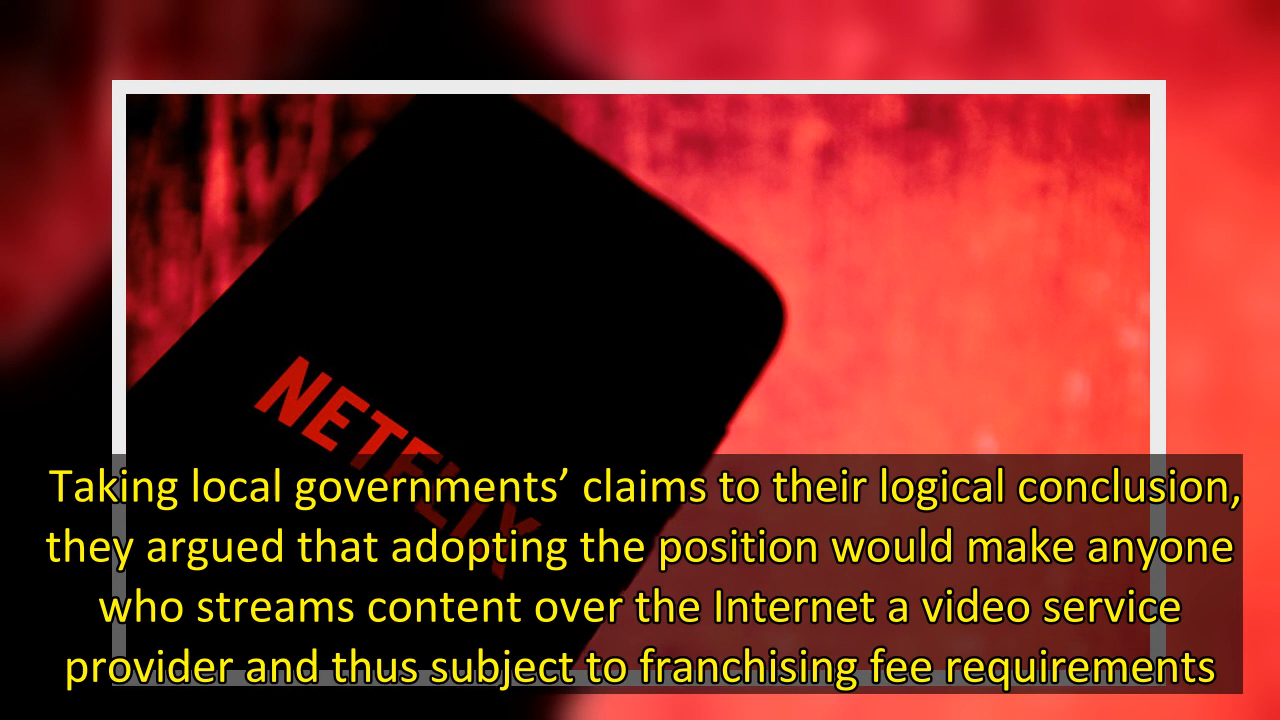 NETFLIX
Taking local governments’ claims to their logical conclusion,
they argued that adopting the position would make anyone
who streams content over the Internet a video service
provider and thus subject to franchising fee requirements